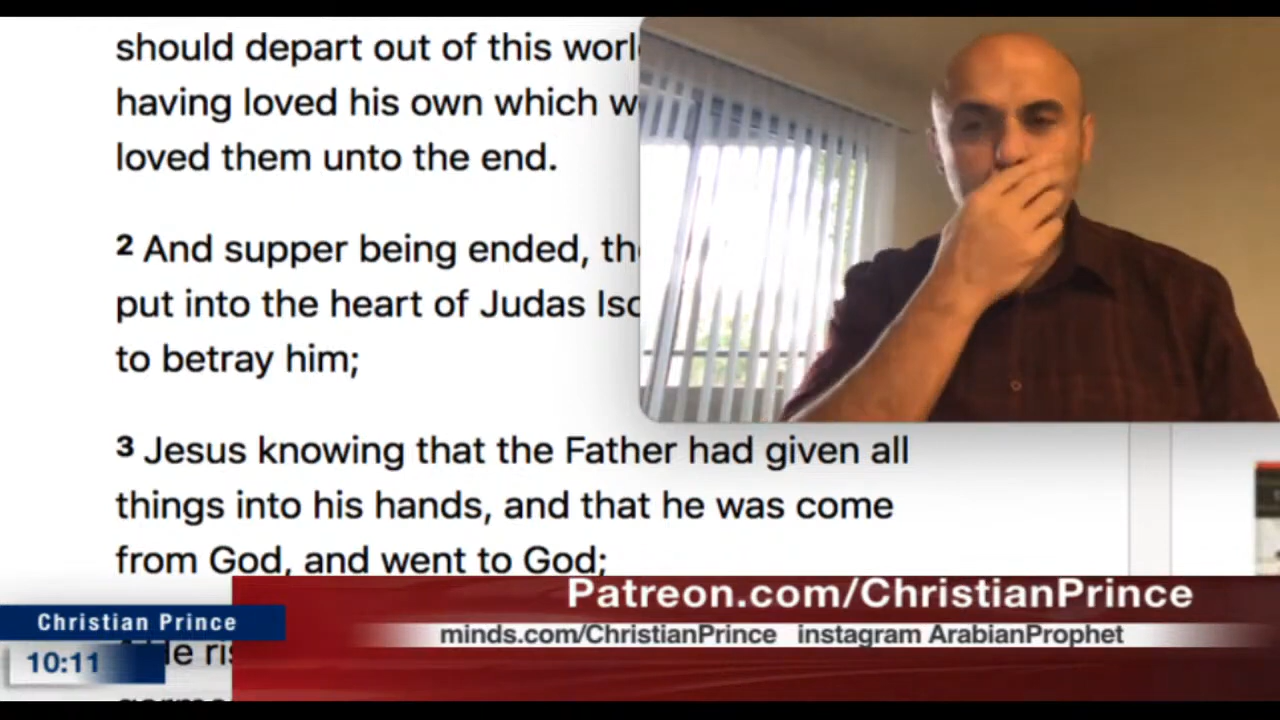 should depart out of this worl
having loved his own which w
loved them unto the end.
2 And supper being ended, th
put into the heart of Judas Is
to betray him;
3 Jesus knowing that the Father had given all
things into his hands, and that he was come
from God, and went to God;
Patreon.com/ChristianPrince
Christian Prince
minds.com/ChristianPrince instagram ArabianProphet
He ris
10:11